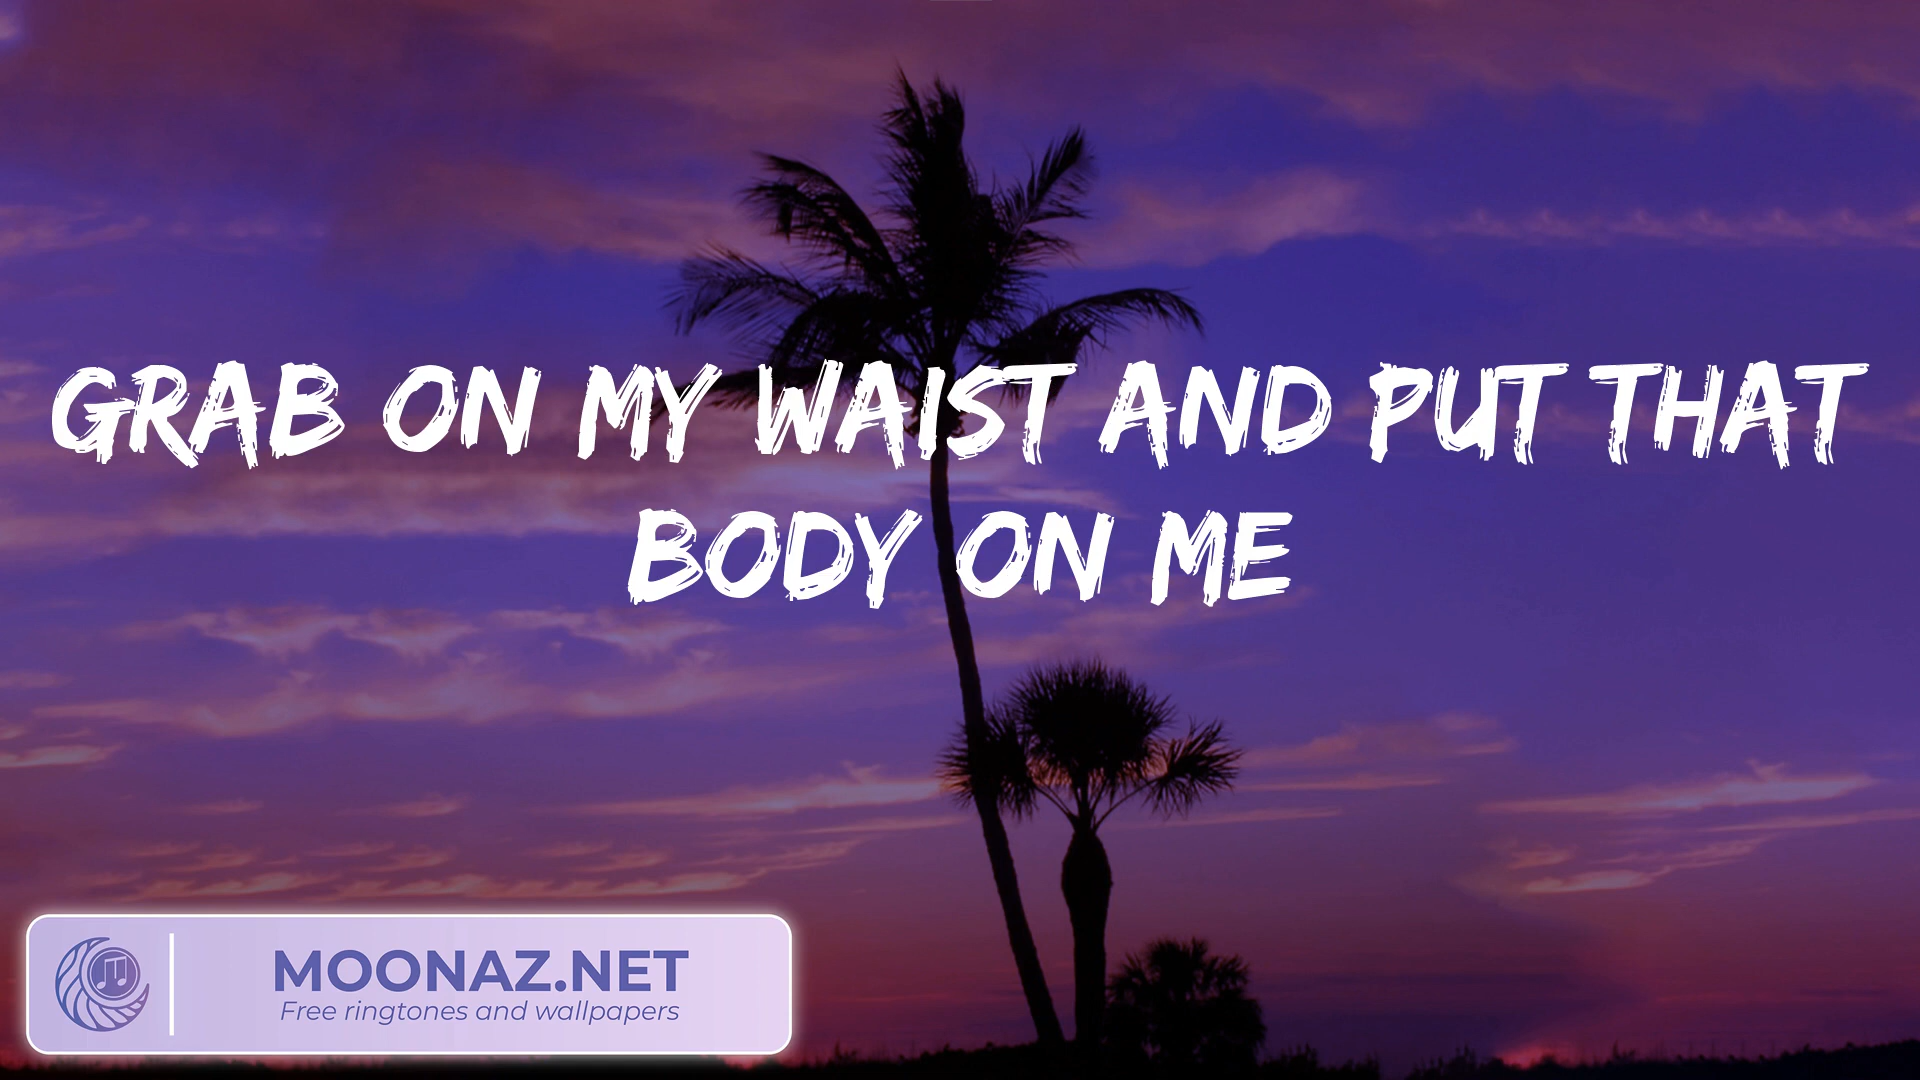 GRAB ON MY WAIST AND PUT THAT
BODY ON ME
MOONAZ.NET
Free ringtones and wallpapers